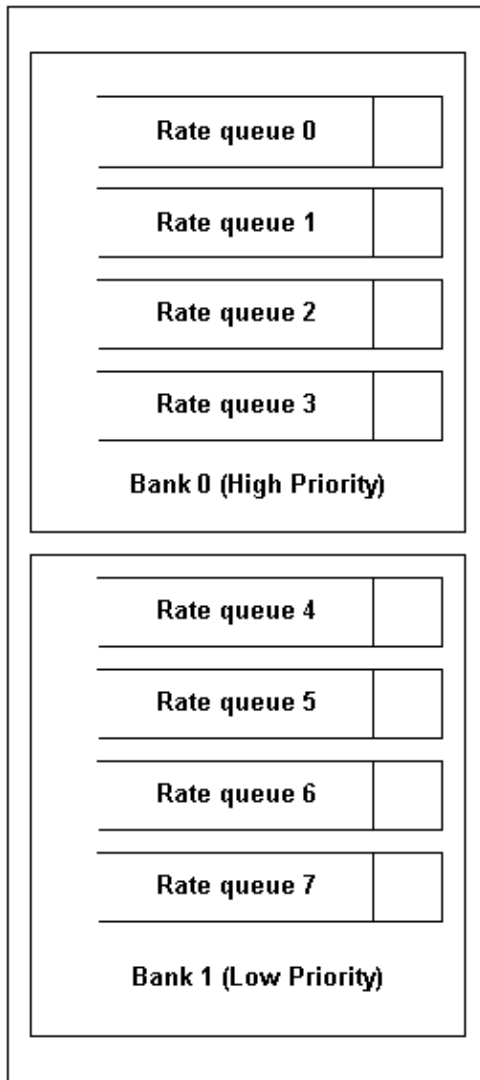 Rate queue 0
Rate queue 1
Rate queue 2
Rate queue 3
Bank 0 (High Priority)
Rate queue 4
Rate queue 5
Rate queue 6
Rate queue 7
Bank 1 (Low Priority)